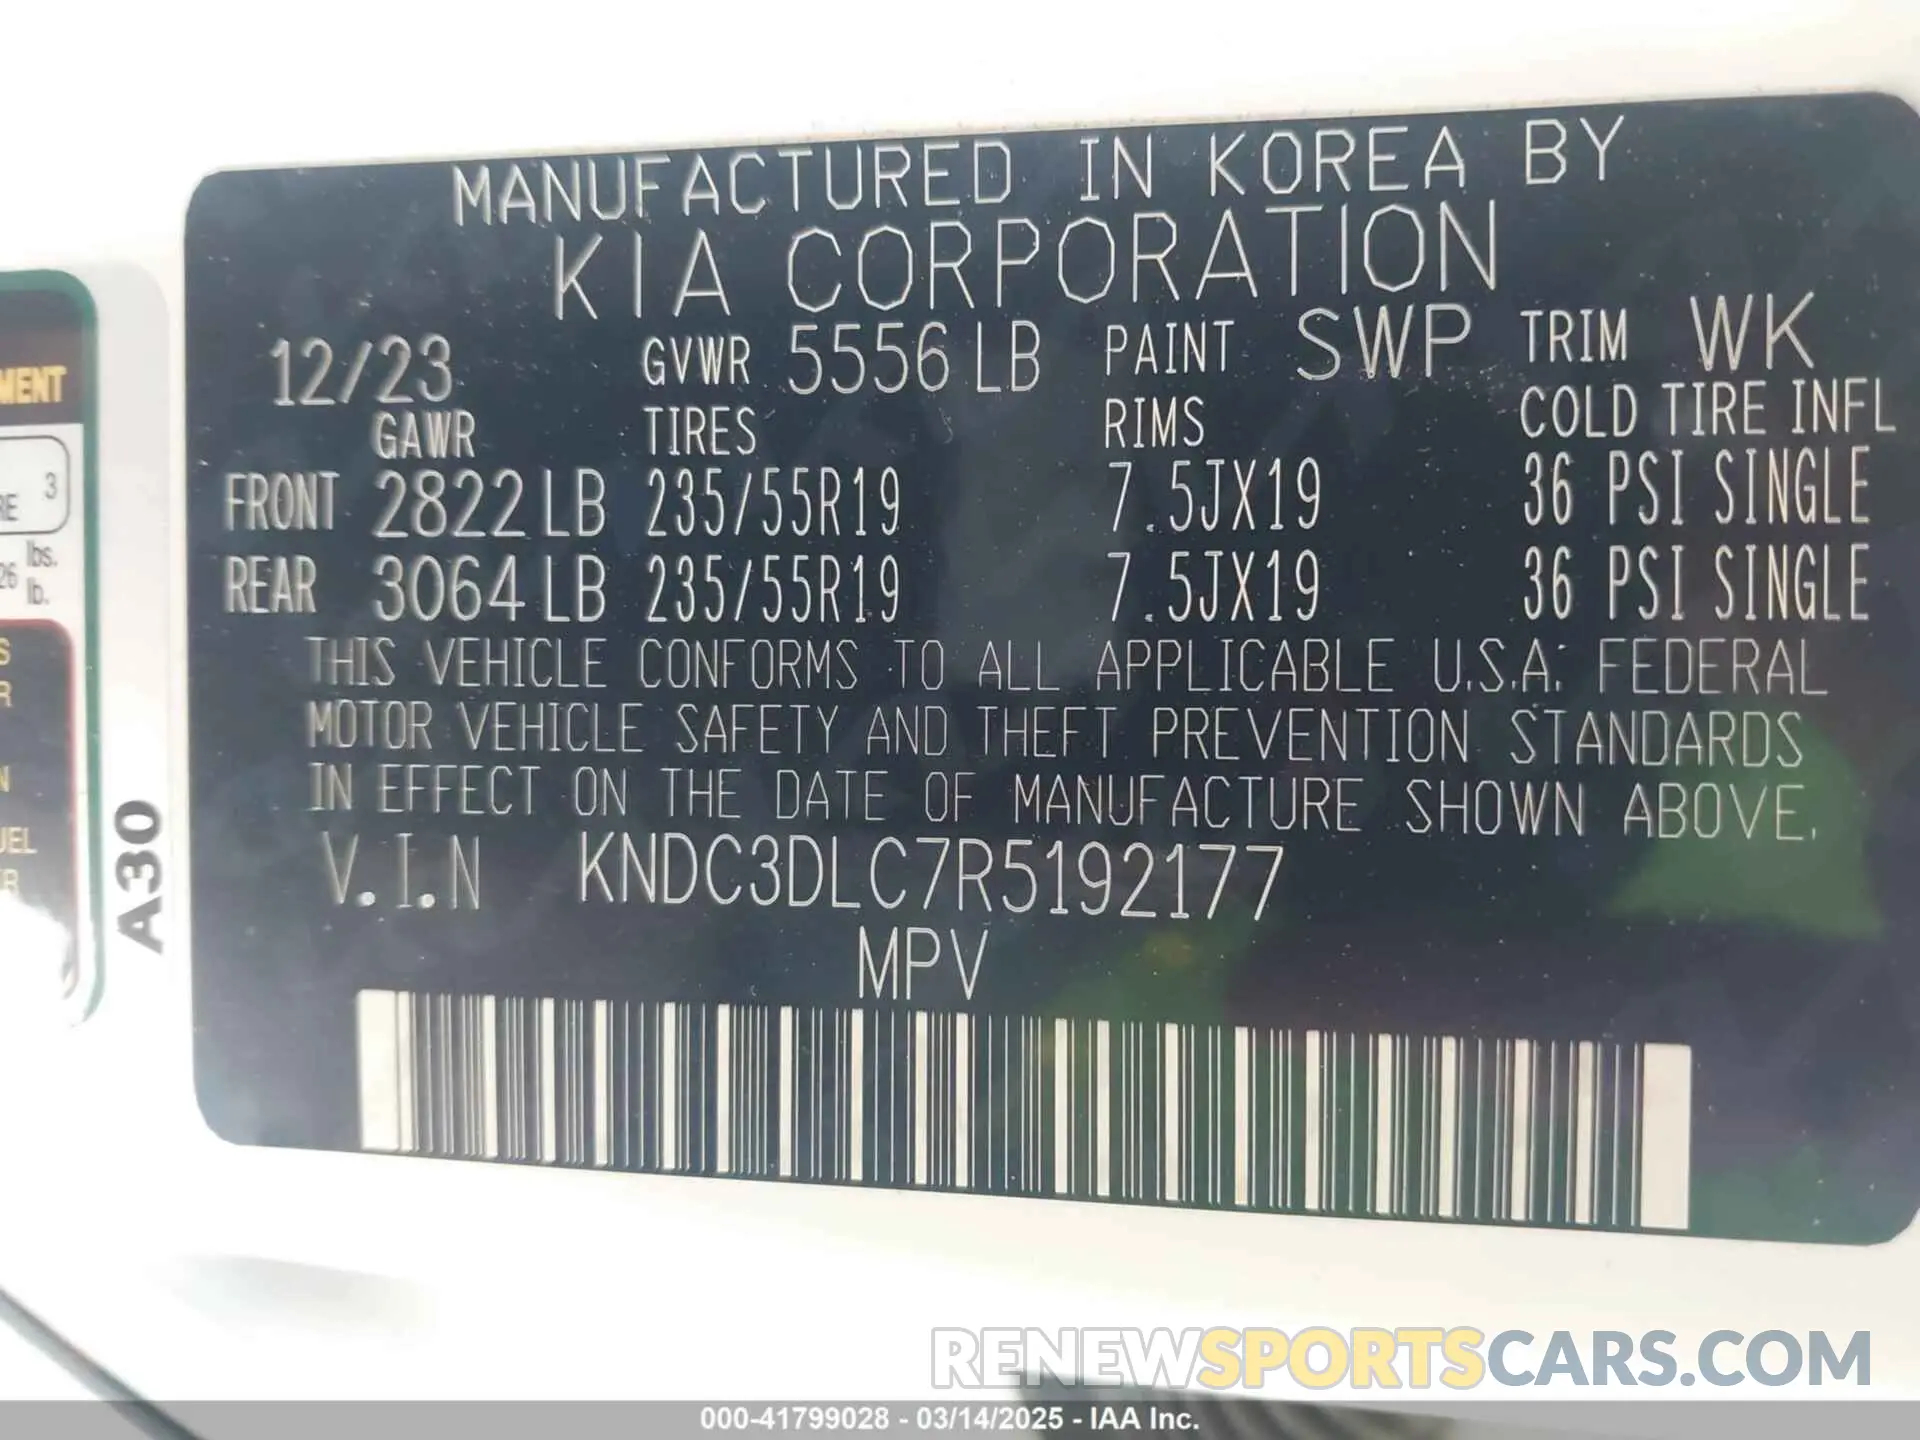 MANUFACTURED IN KOREA BY
KIA CORPORATION
12/23 GVWR 5556 LB PAINT SWP TRIM WK
GAWR TIRES RIMS COLD TIRE INFL
FRONT 2822 LB 235/55R19 7.5JX19 36 PSI SINGLE
REAR 3064 LB 235/55R19 7.5JX19 36 PSI SINGLE
THIS VEHICLE CONFORMS TO ALL APPLICABLE U.S.A. FEDERAL
MOTOR VEHICLE SAFETY AND THEFT PREVENTION STANDARDS
IN EFFECT ON THE DATE OF MANUFACTURE SHOWN ABOVE.
V.I.N KNDC3DLC7R5192177
MPV
A30
3
lbs.
lb.
RENEWSPORTSCARS.COM
000-41799028 - 03/14/2025 - IAA Inc.